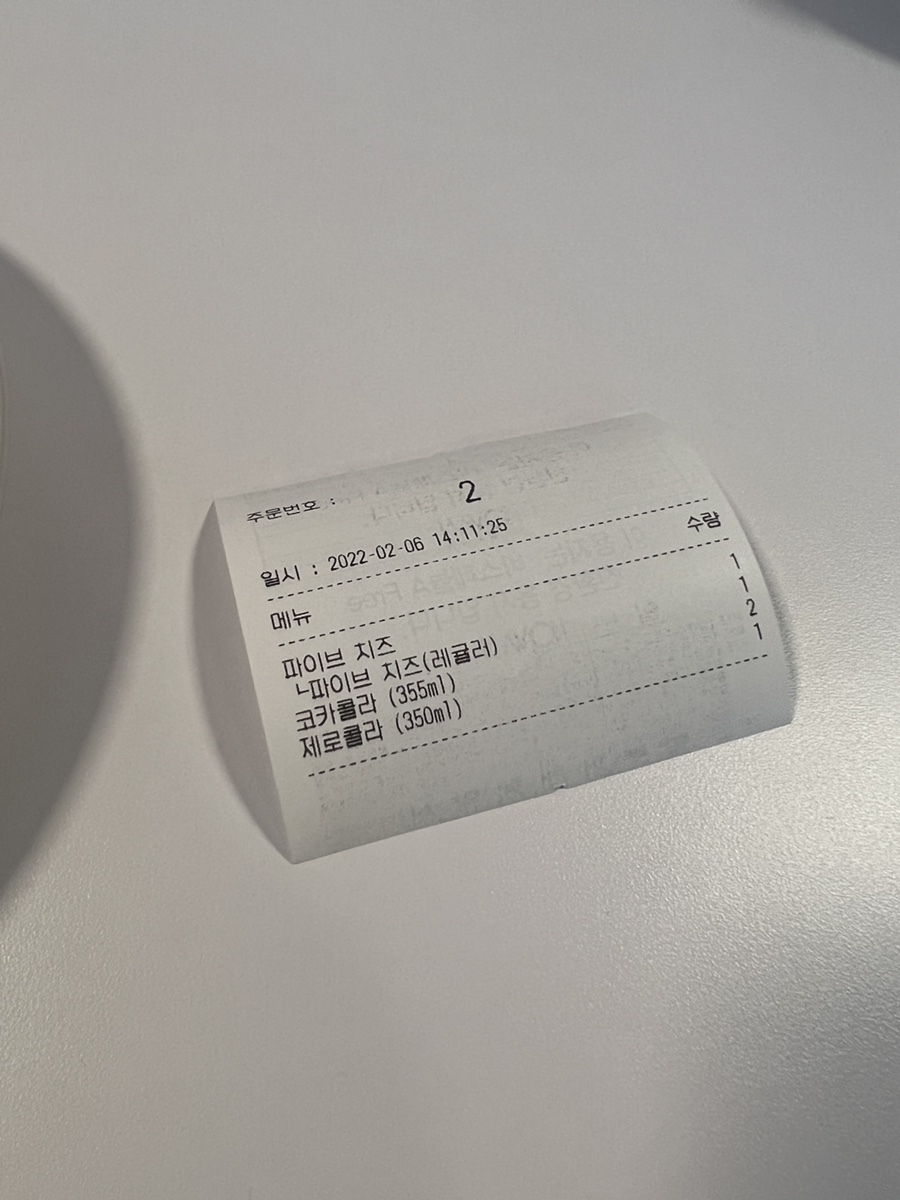 주문번호 : 2
일시 : 2022-02-06 14:11:25
메뉴 수량
파이브 치즈 1
└파이브 치즈(레귤러) 1
코카콜라 (355ml) 2
제로콜라 (350ml) 1